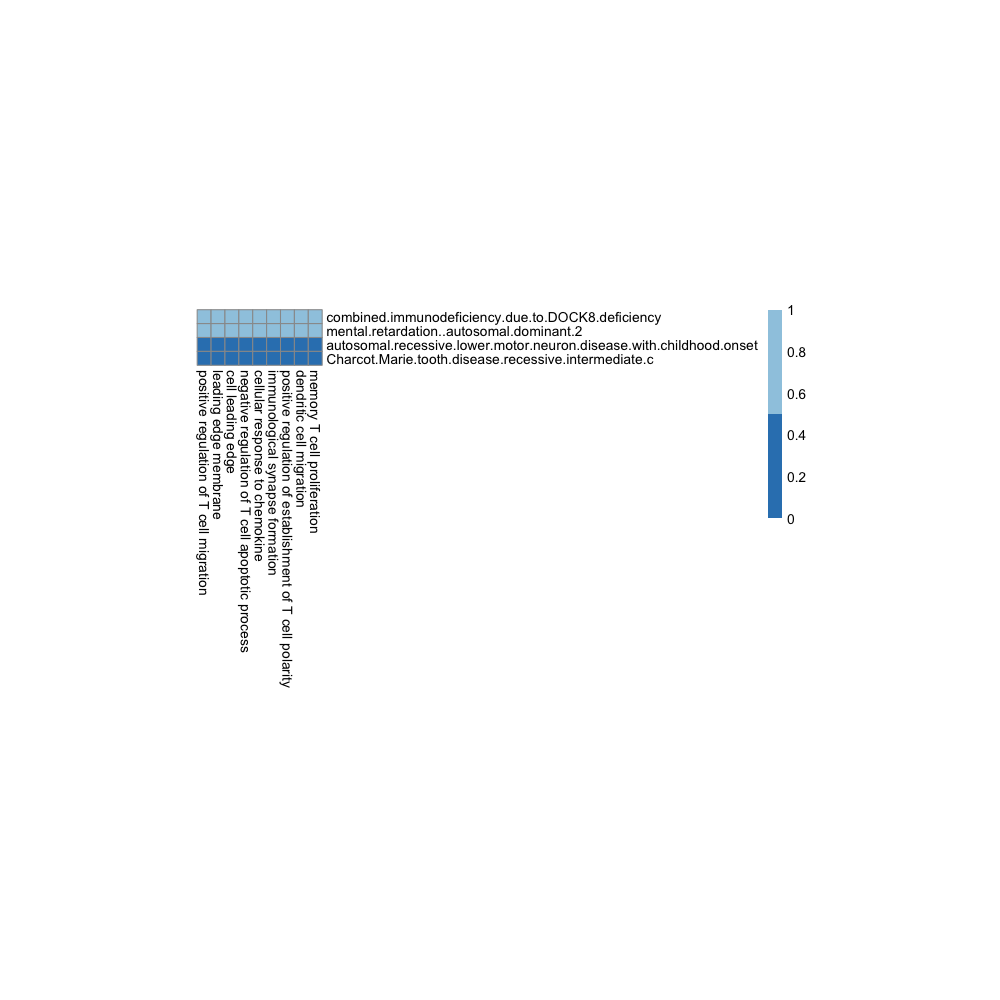 combined.immunodeficiency.due.to.DOCK8.deficiency
mental.retardation..autosomal.dominant.2
autosomal.recessive.lower.motor.neuron.disease.with.childhood.onset
Charcot.Marie.tooth.disease.recessive.intermediate.c
positive regulation of T cell migration
leading edge membrane
cell leading edge
negative regulation of T cell apoptotic process
cellular response to chemokine
immunological synapse formation
positive regulation of establishment of T cell polarity
dendritic cell migration
memory T cell proliferation
1
0.8
0.6
0.4
0.2
0